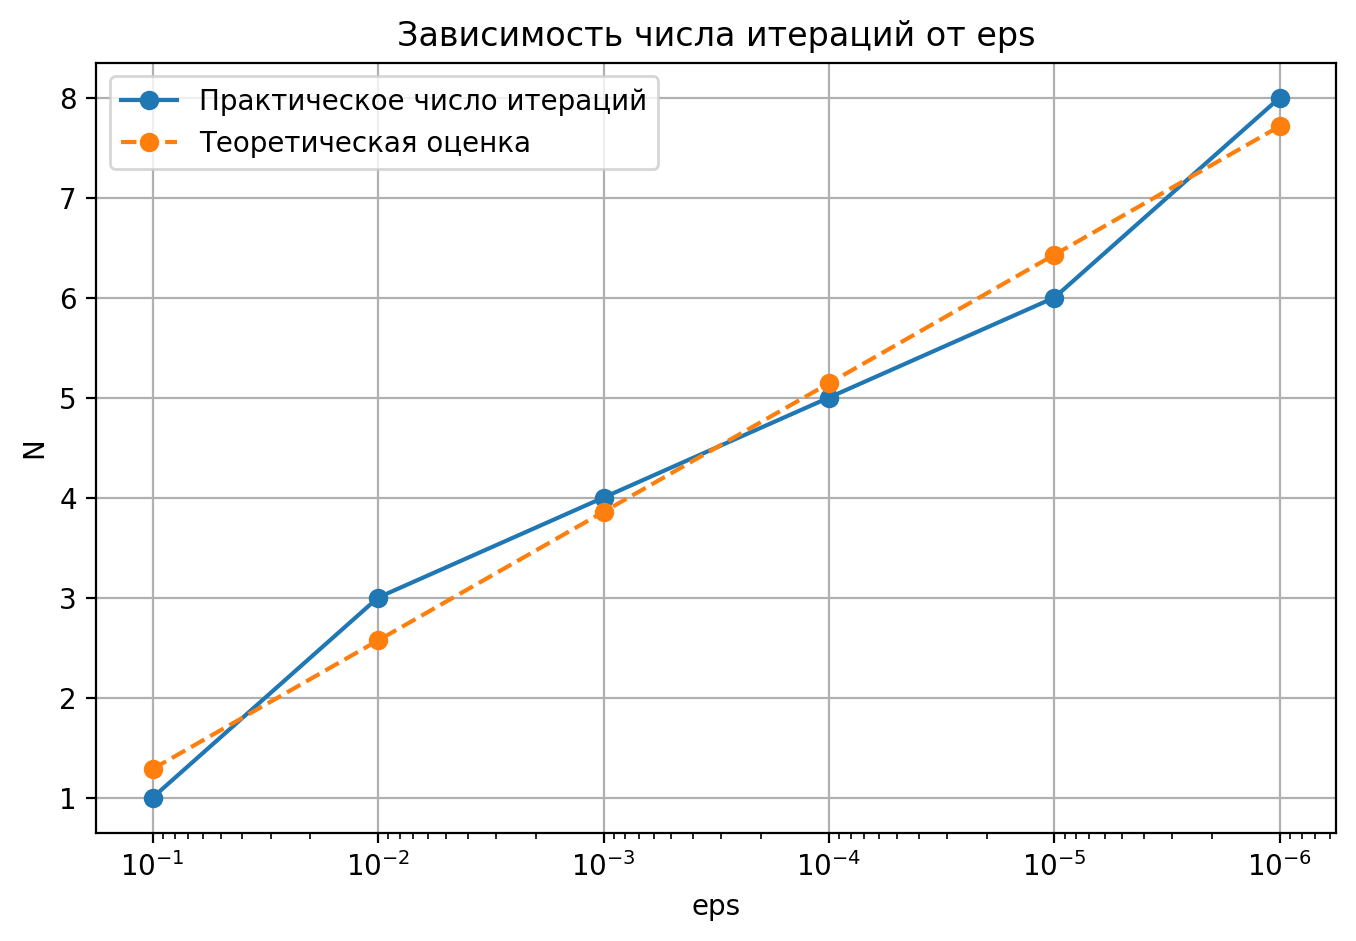 Зависимость числа итераций от eps
Практическое число итераций
Теоретическая оценка
8
7
6
5
4
3
2
1
N
10⁻¹ 10⁻² 10⁻³ 10⁻⁴ 10⁻⁵ 10⁻⁶
eps